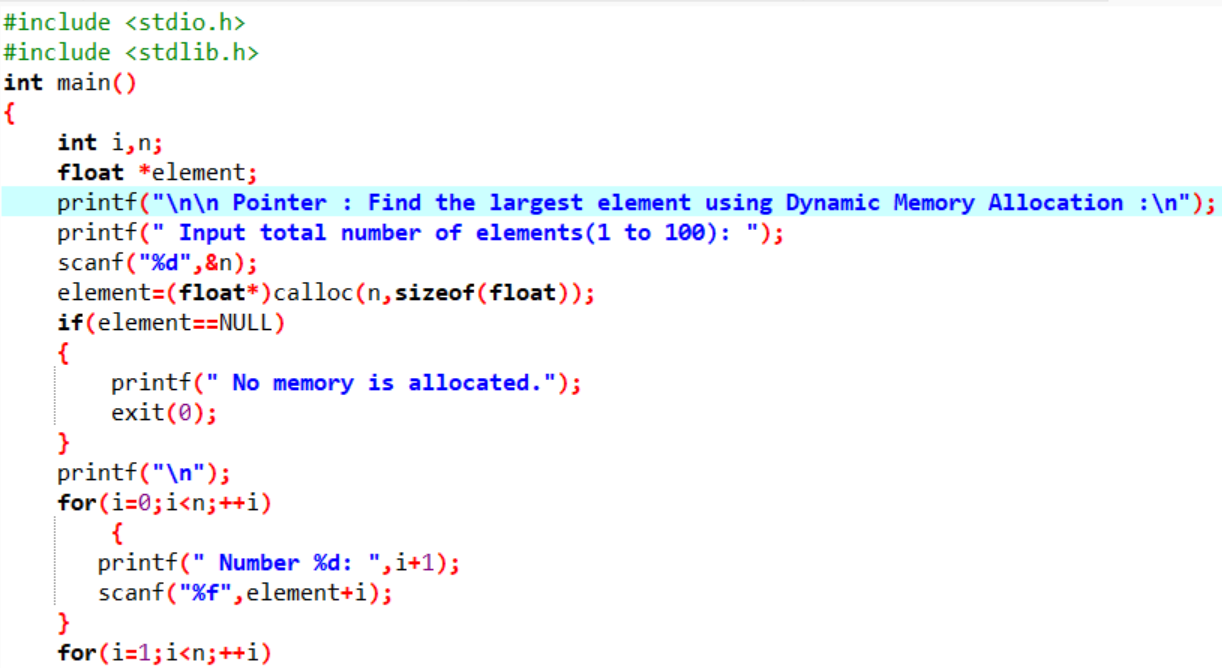 #include <stdio.h>
#include <stdlib.h>
int main()
{
    int i,n;
    float *element;
    printf("\n\n Pointer : Find the largest element using Dynamic Memory Allocation :\n");
    printf(" Input total number of elements(1 to 100): ");
    scanf("%d",&n);
    element=(float*)calloc(n,sizeof(float));
    if(element==NULL)
    {
        printf(" No memory is allocated.");
        exit(0);
    }
    printf("\n");
    for(i=0;i<n;++i)
        {
       printf(" Number %d: ",i+1);
       scanf("%f",element+i);
    }
    for(i=1;i<n;++i)